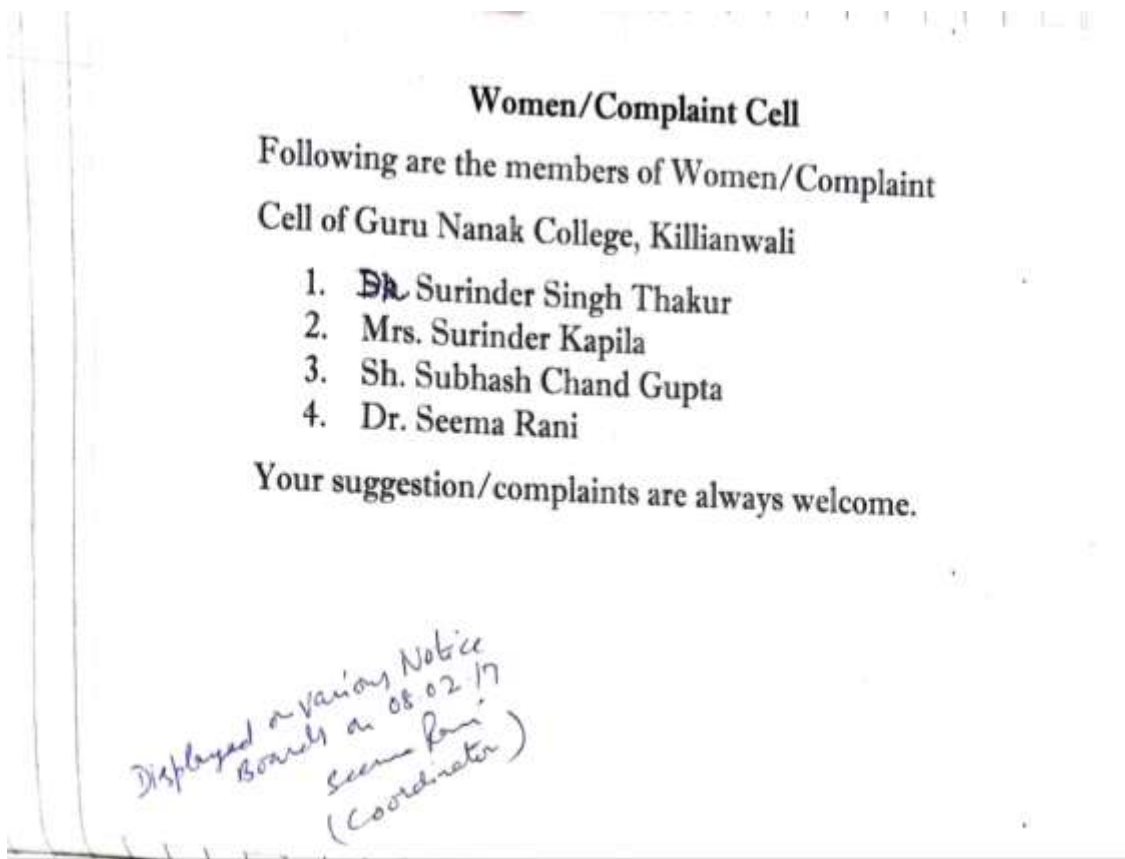 Women/Complaint Cell
Following are the members of Women/Complaint
Cell of Guru Nanak College, Killianwali
1. Surinder Singh Thakur
2. Mrs. Surinder Kapila
3. Sh. Subhash Chand Gupta
4. Dr. Seema Rani
Your suggestion/complaints are always welcome.
Displayed on various Notice
Boards on 08.02.17
Seema Rani
(Coordinator)